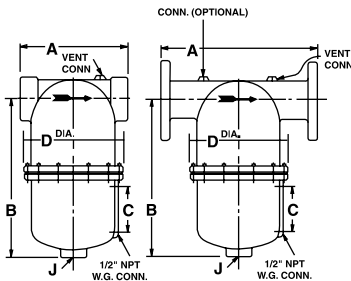 CONN. (OPTIONAL)
A
VENT
CONN
A
VENT
CONN
D DIA.
D DIA.
B
C
B
C
1/2" NPT
W.G. CONN.
J
1/2" NPT
W.G. CONN.
J